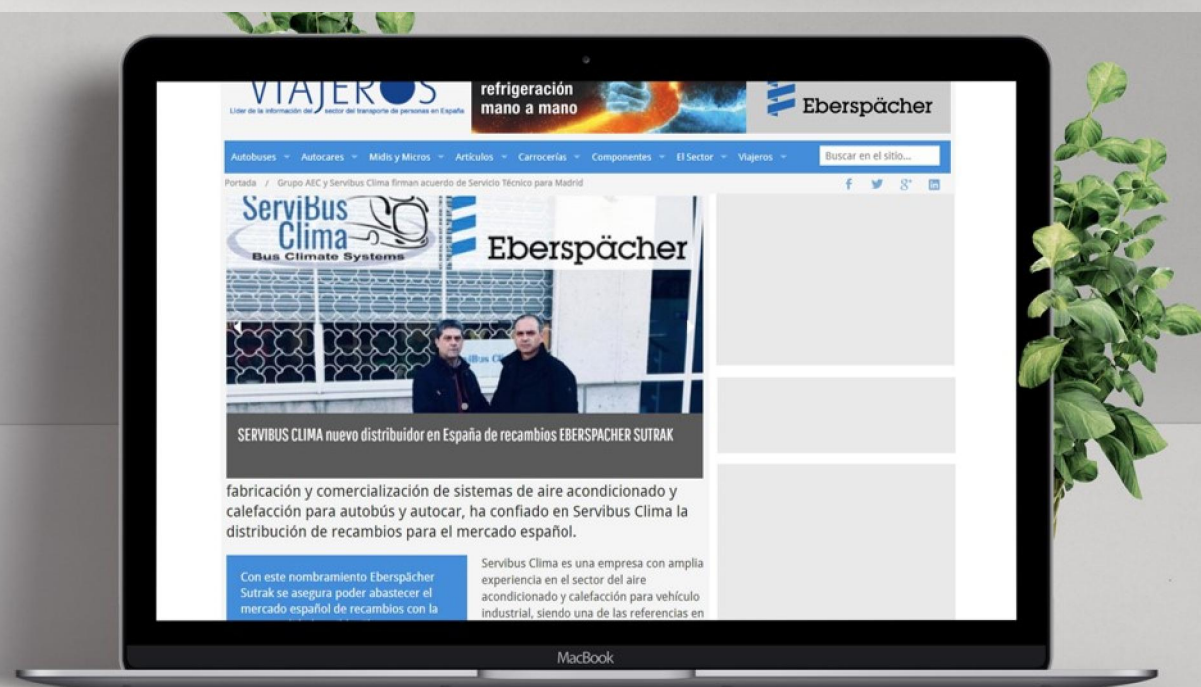 VIAJEROS
Líder de la información del sector del transporte de personas en España
refrigeración
mano a mano
Eberspächer
Autobuses Autocares Midis y Micros Artículos Carrocerías Componentes El Sector Viajeros Buscar en el sitio...
Portada / Grupo AEC y Servibus Clima firman acuerdo de Servicio Técnico para Madrid
ServiBus
Clima
Bus Climate Systems
Eberspächer
SERVIBUS CLIMA nuevo distribuidor en España de recambios EBERSPACHER SUTRAK
fabricación y comercialización de sistemas de aire acondicionado y
calefacción para autobús y autocar, ha confiado en Servibus Clima la
distribución de recambios para el mercado español.
Con este nombramiento Eberspächer
Sutrak se asegura poder abastecer el
mercado español de recambios con la
Servibus Clima es una empresa con amplia
experiencia en el sector del aire
acondicionado y calefacción para vehículo
industrial, siendo una de las referencias en
MacBook